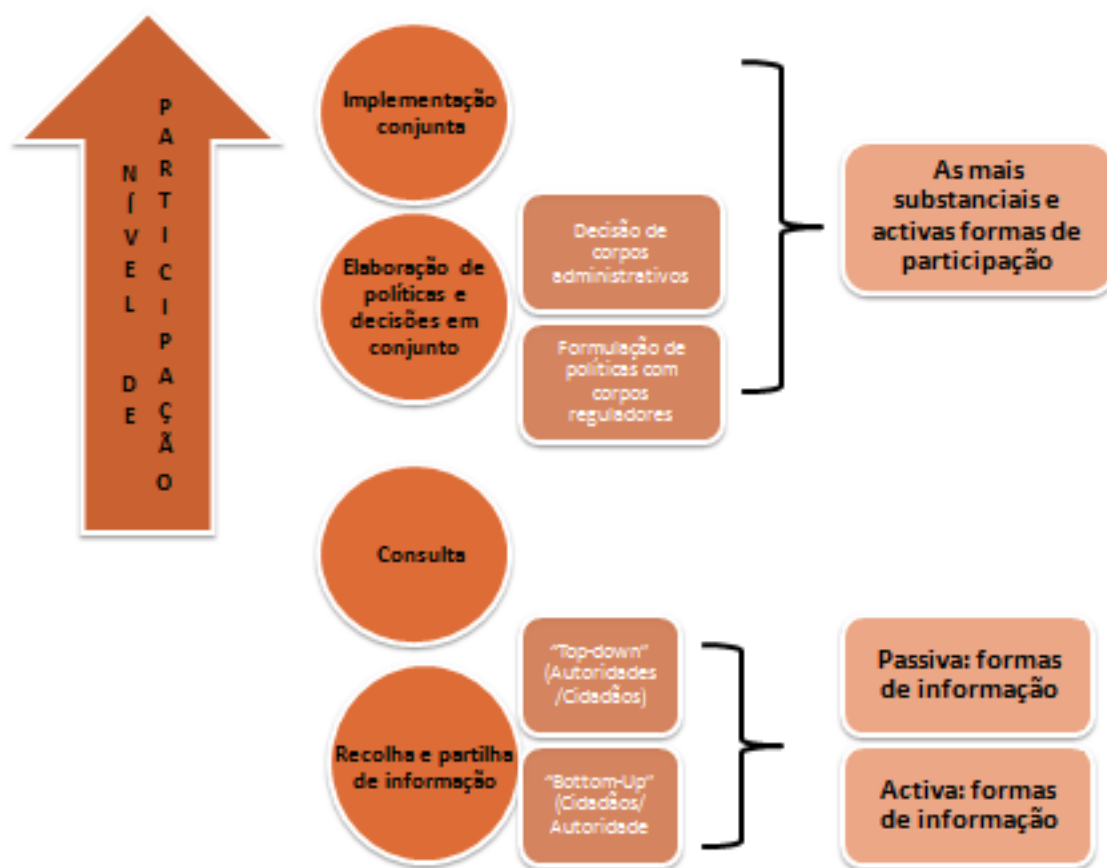 NÍVEL DE
PARTICIPAÇÃO
Implementação
conjunta
Elaboração de
políticas e
decisões em
conjunto
Decisão de
corpos
administrativos
Formulação de
políticas com
corpos
reguladores
As mais
substanciais e
activas formas de
participação
Consulta
Recolha e partilha
de informação
"Top-down"
(Autoridades
/Cidadãos)
"Bottom-Up"
(Cidadãos/
Autoridade
Passiva: formas
de informação
Activa: formas
de informação